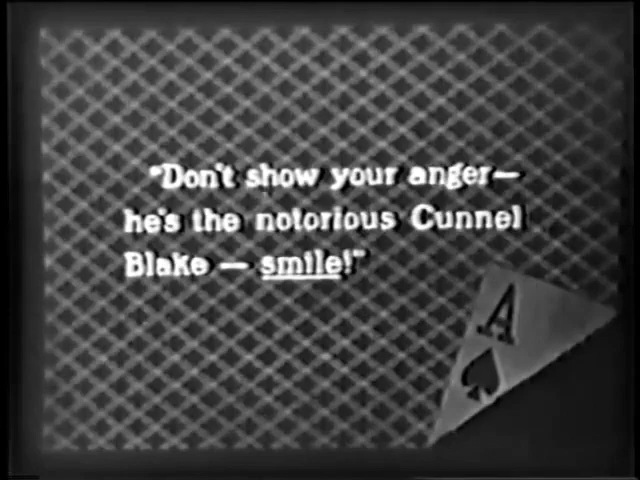 "Don't show your anger—
he's the notorious Cunnel
Blake — smile!"
A